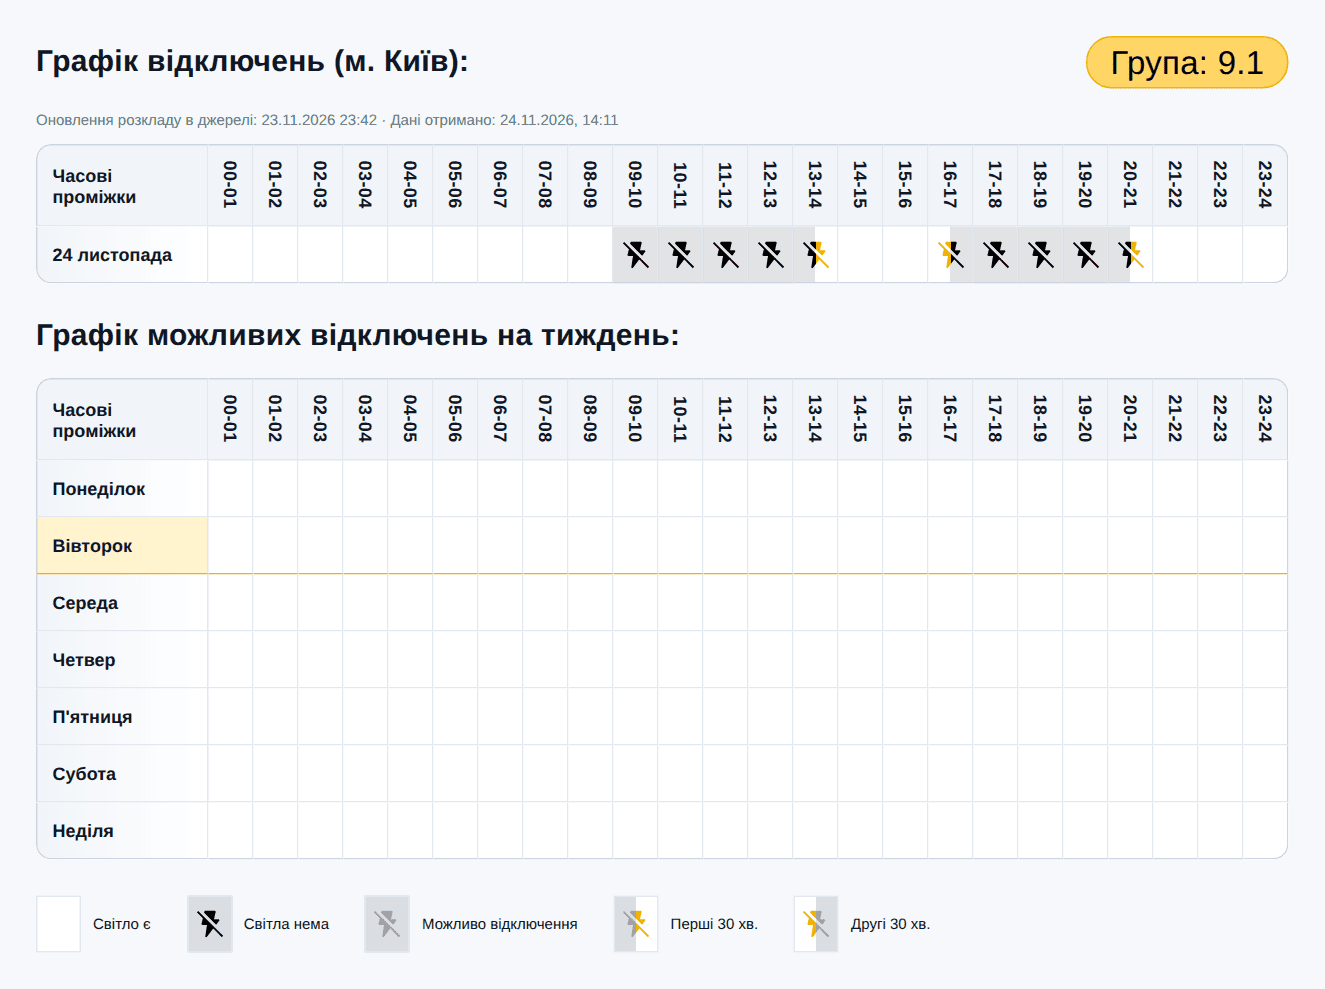 Графік відключень (м. Київ):
Група: 9.1
Оновлення розкладу в джерелі: 23.11.2026 23:42 · Дані отримано: 24.11.2026, 14:11
Часові
проміжки
00-01
01-02
02-03
03-04
04-05
05-06
06-07
07-08
08-09
09-10
10-11
11-12
12-13
13-14
14-15
15-16
16-17
17-18
18-19
19-20
20-21
21-22
22-23
23-24
24 листопада
Графік можливих відключень на тиждень:
Часові
проміжки
00-01
01-02
02-03
03-04
04-05
05-06
06-07
07-08
08-09
09-10
10-11
11-12
12-13
13-14
14-15
15-16
16-17
17-18
18-19
19-20
20-21
21-22
22-23
23-24
Понеділок
Вівторок
Середа
Четвер
П'ятниця
Субота
Неділя
Світло є
Світла нема
Можливо відключення
Перші 30 хв.
Другі 30 хв.